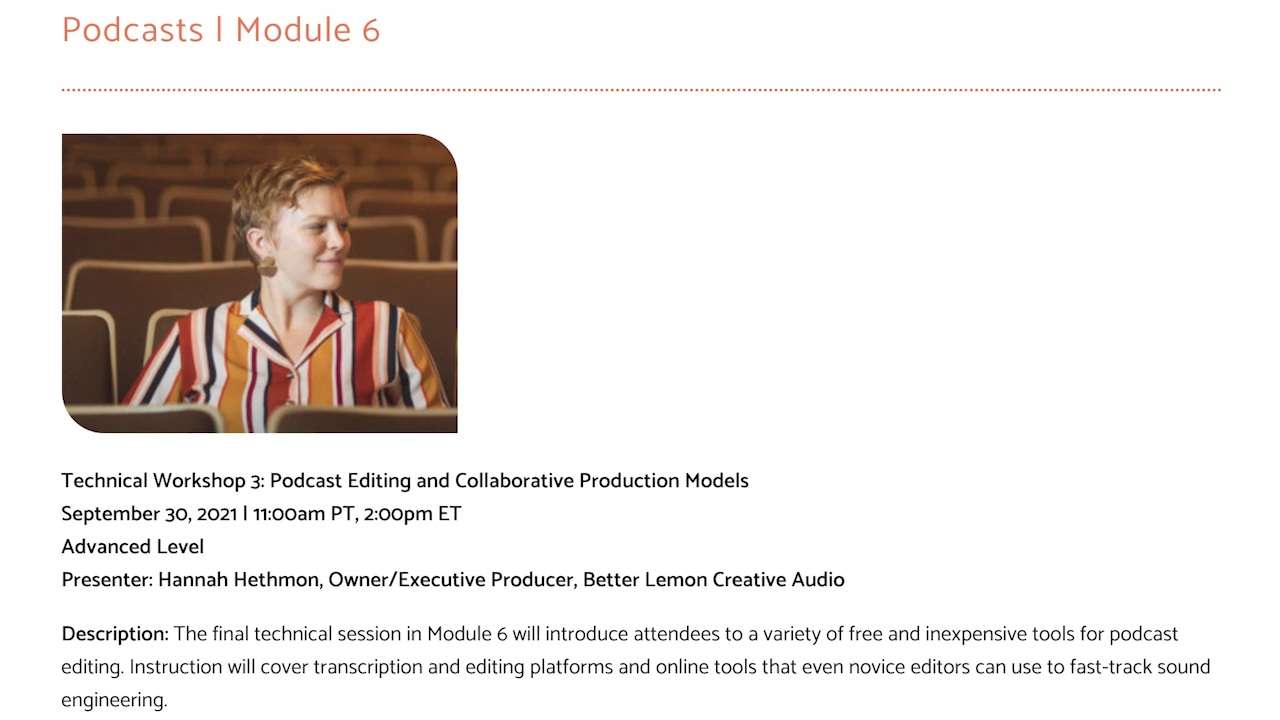 Podcasts | Module 6
Technical Workshop 3: Podcast Editing and Collaborative Production Models
September 30, 2021 | 11:00am PT, 2:00pm ET
Advanced Level
Presenter: Hannah Hethmon, Owner/Executive Producer, Better Lemon Creative Audio
Description: The final technical session in Module 6 will introduce attendees to a variety of free and inexpensive tools for podcast
editing. Instruction will cover transcription and editing platforms and online tools that even novice editors can use to fast-track sound
engineering.